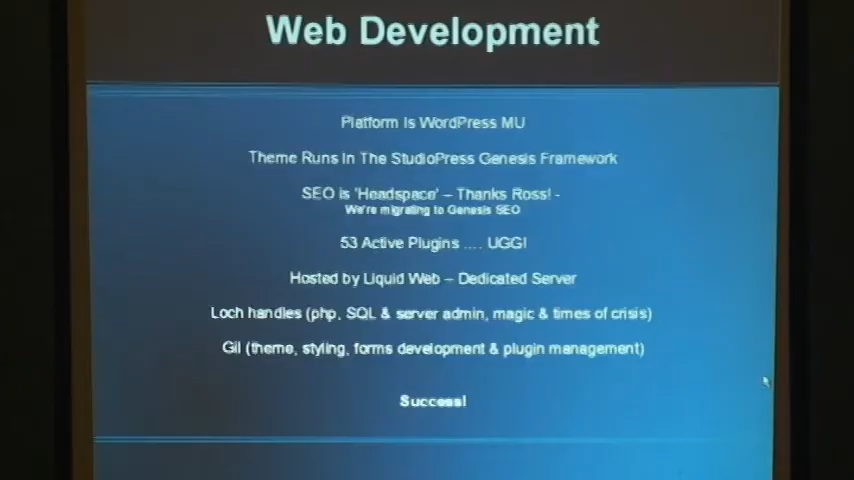 Web Development
Platform Is WordPress MU
Theme Runs In The StudioPress Genesis Framework
SEO is 'Headspace' – Thanks Ross! -
We're migrating to Genesis SEO
53 Active Plugins .... UGG!
Hosted by Liquid Web – Dedicated Server
Loch handles (php, SQL & server admin, magic & times of crisis)
Gil (theme, styling, forms development & plugin management)
Success!